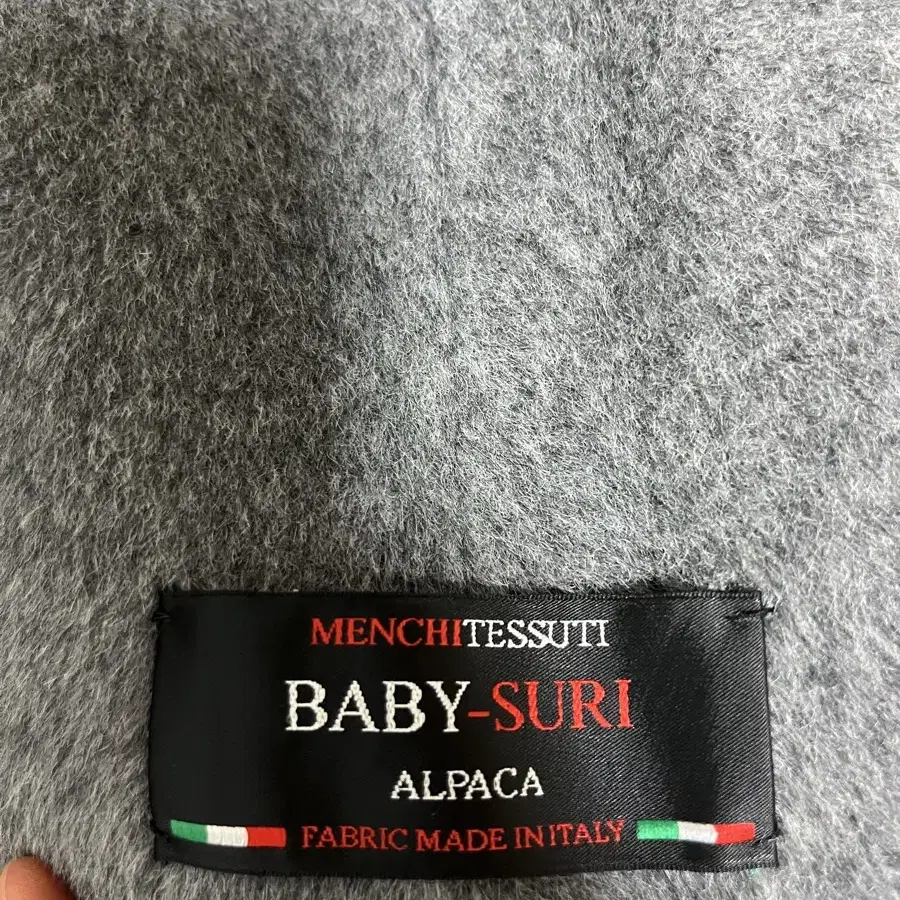 MENCHITESSUTI
BABY-SURI
ALPACA
FABRIC MADE IN ITALY